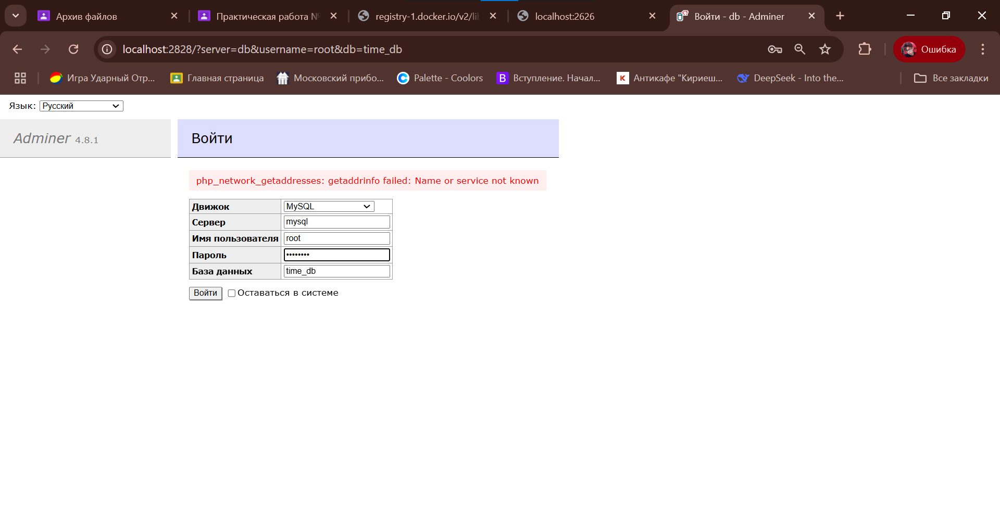 Архив файлов
Практическая работа №
registry-1.docker.io/v2/lib
localhost:2626
Войти - db - Adminer
localhost:2828/?server=db&username=root&db=time_db
Ошибка
Игра Ударный Отр...
Главная страница
Московский прибо...
Palette - Coolors
Вступление. Начал...
Антикафе "Кириеш...
DeepSeek - Into the...
Все закладки
Язык: Русский
Adminer 4.8.1
Войти
php_network_getaddresses: getaddrinfo failed: Name or service not known
Движок MySQL
Сервер mysql
Имя пользователя root
Пароль ••••••••
База данных time_db
Войти Оставаться в системе